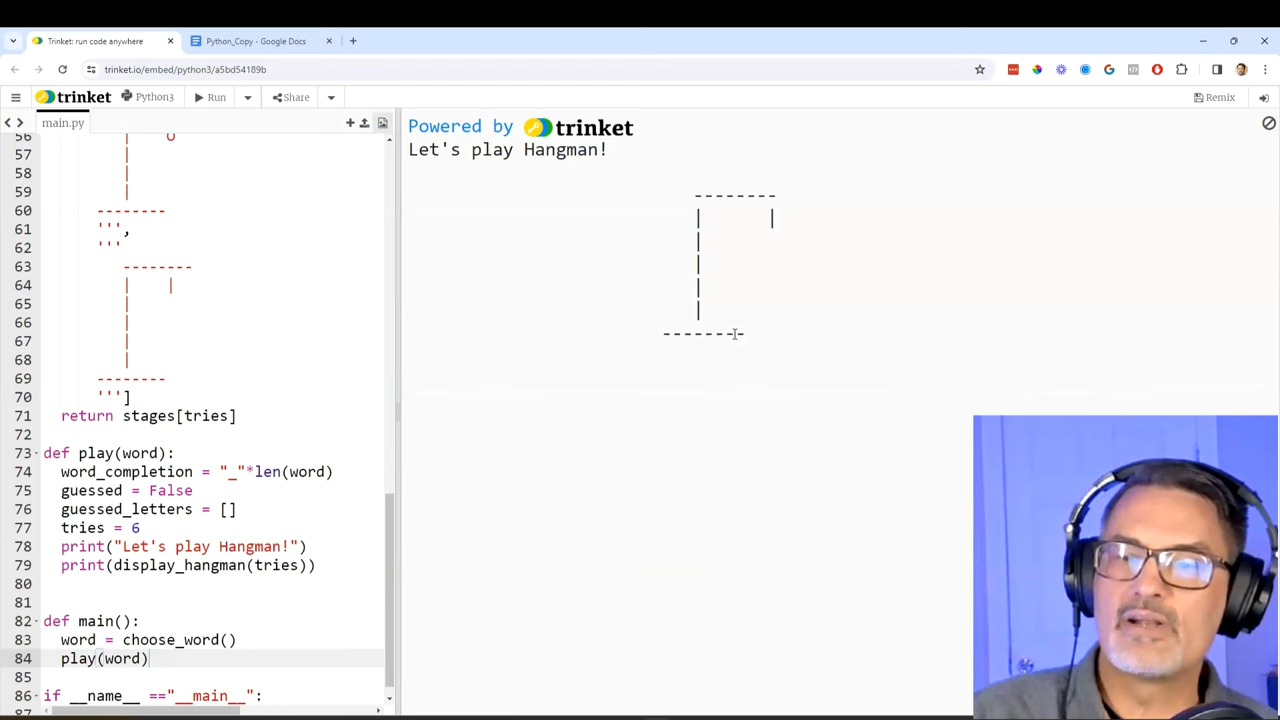 Trinket: run code anywhere
Python_Copy - Google Docs
trinket.io/embed/python3/a5bd54189b
trinket
Python3
Run
Share
Remix
main.py
56 | O
57 |
58 |
59 |
60 --------
61 ''',
62 '''
63 --------
64 | |
65 |
66 |
67 |
68 |
69 --------
70 ''']
71 return stages[tries]
72
73 def play(word):
74 word_completion = "_"*len(word)
75 guessed = False
76 guessed_letters = []
77 tries = 6
78 print("Let's play Hangman!")
79 print(display_hangman(tries))
80
81
82 def main():
83 word = choose_word()
84 play(word)
85
86 if __name__ =="__main__":
87
Powered by trinket
Let's play Hangman!
--------
| |
|
|
|
|
--------